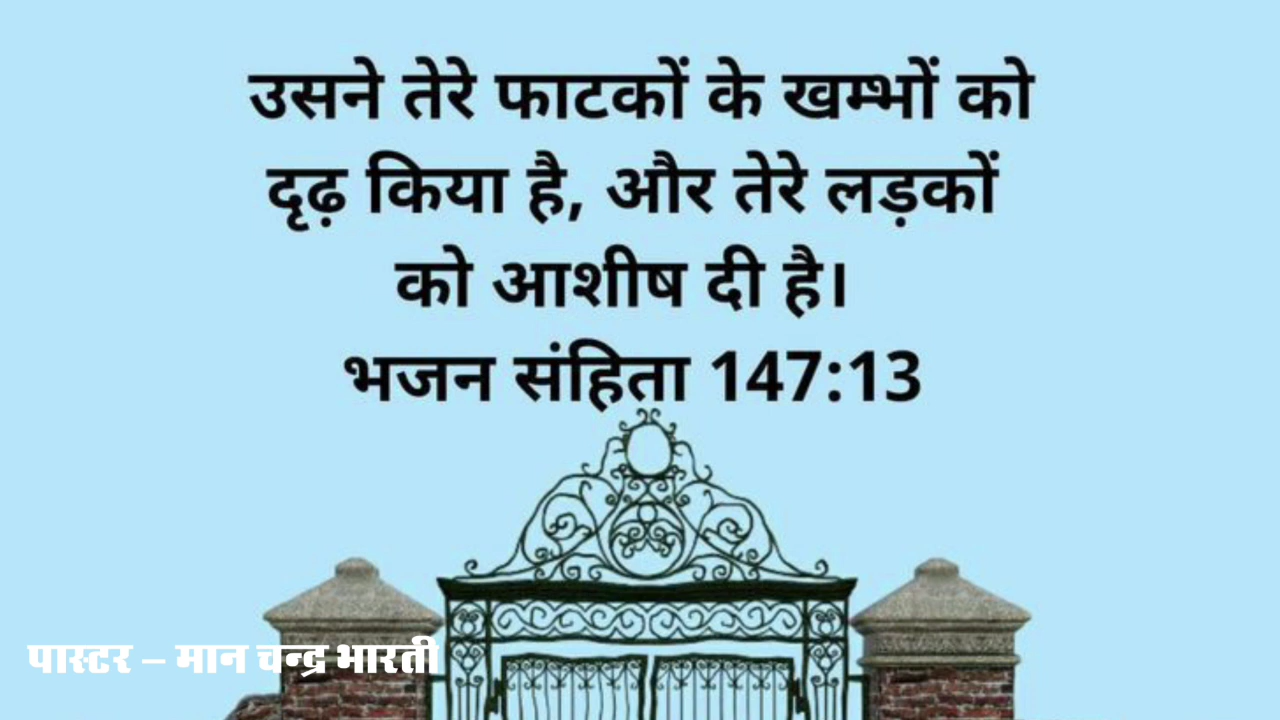 उसने तेरे फाटकों के खम्भों को
दृढ़ किया है, और तेरे लड़कों
को आशीष दी है।
भजन संहिता 147:13
पास्टर – मान चन्द्र भारती